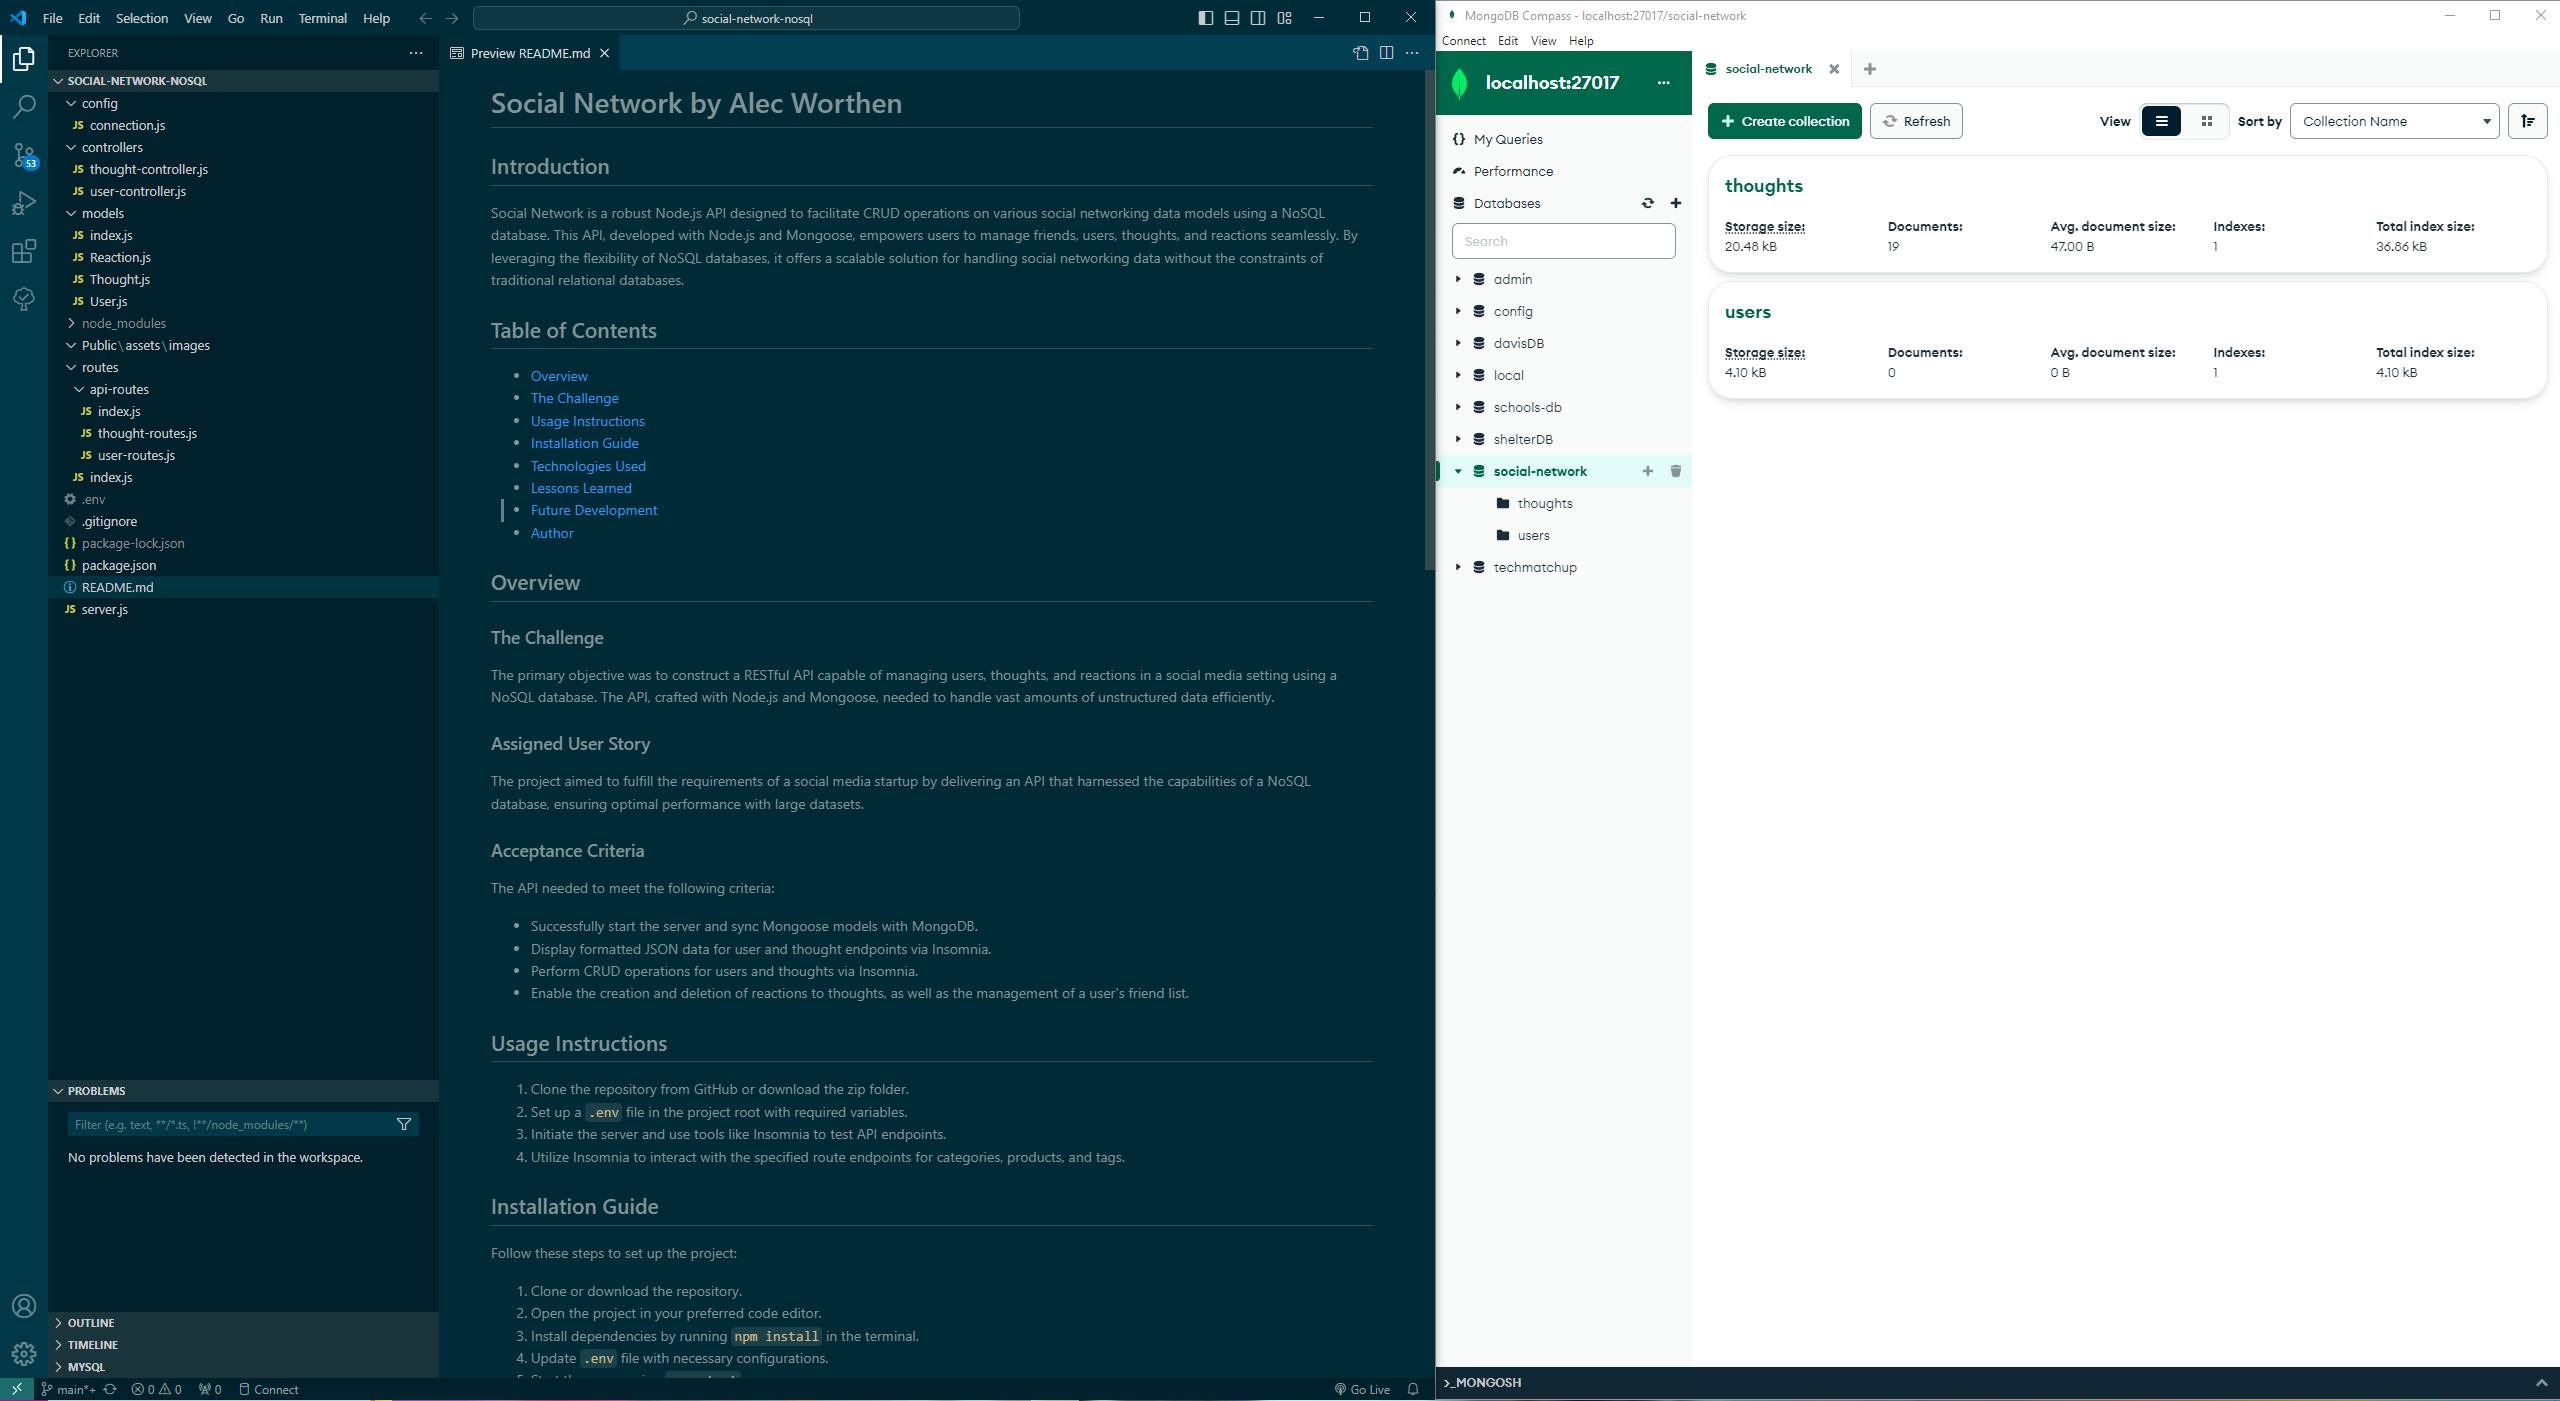 File Edit Selection View Go Run Terminal Help
social-network-nosql
EXPLORER
SOCIAL-NETWORK-NOSQL
config
JS connection.js
controllers
JS thought-controller.js
JS user-controller.js
models
JS index.js
JS Reaction.js
JS Thought.js
JS User.js
node_modules
Public\assets\images
routes
api-routes
JS index.js
JS thought-routes.js
JS user-routes.js
JS index.js
.env
.gitignore
{} package-lock.json
{} package.json
README.md
JS server.js
53
PROBLEMS
Filter (e.g. text, **/*.ts, !**/node_modules/**)
No problems have been detected in the workspace.
OUTLINE
TIMELINE
MYSQL
main*+ 0 0 0 Connect
Go Live
Preview README.md
Social Network by Alec Worthen
Introduction
Social Network is a robust Node.js API designed to facilitate CRUD operations on various social networking data models using a NoSQL
database. This API, developed with Node.js and Mongoose, empowers users to manage friends, users, thoughts, and reactions seamlessly. By
leveraging the flexibility of NoSQL databases, it offers a scalable solution for handling social networking data without the constraints of
traditional relational databases.
Table of Contents
• Overview
• The Challenge
• Usage Instructions
• Installation Guide
• Technologies Used
• Lessons Learned
• Future Development
• Author
Overview
The Challenge
The primary objective was to construct a RESTful API capable of managing users, thoughts, and reactions in a social media setting using a
NoSQL database. The API, crafted with Node.js and Mongoose, needed to handle vast amounts of unstructured data efficiently.
Assigned User Story
The project aimed to fulfill the requirements of a social media startup by delivering an API that harnessed the capabilities of a NoSQL
database, ensuring optimal performance with large datasets.
Acceptance Criteria
The API needed to meet the following criteria:
• Successfully start the server and sync Mongoose models with MongoDB.
• Display formatted JSON data for user and thought endpoints via Insomnia.
• Perform CRUD operations for users and thoughts via Insomnia.
• Enable the creation and deletion of reactions to thoughts, as well as the management of a user's friend list.
Usage Instructions
1. Clone the repository from GitHub or download the zip folder.
2. Set up a .env file in the project root with required variables.
3. Initiate the server and use tools like Insomnia to test API endpoints.
4. Utilize Insomnia to interact with the specified route endpoints for categories, products, and tags.
Installation Guide
Follow these steps to set up the project:
1. Clone or download the repository.
2. Open the project in your preferred code editor.
3. Install dependencies by running npm install in the terminal.
4. Update .env file with necessary configurations.
MongoDB Compass - localhost:27017/social-network
Connect Edit View Help
localhost:27017
{} My Queries
Performance
Databases
Search
admin
config
davisDB
local
schools-db
shelterDB
social-network
thoughts
users
techmatchup
social-network
Create collection Refresh View Sort by Collection Name
thoughts
Storage size: Documents: Avg. document size: Indexes: Total index size:
20.48 kB 19 47.00 B 1 36.86 kB
users
Storage size: Documents: Avg. document size: Indexes: Total index size:
4.10 kB 0 0 B 1 4.10 kB
>_MONGOSH